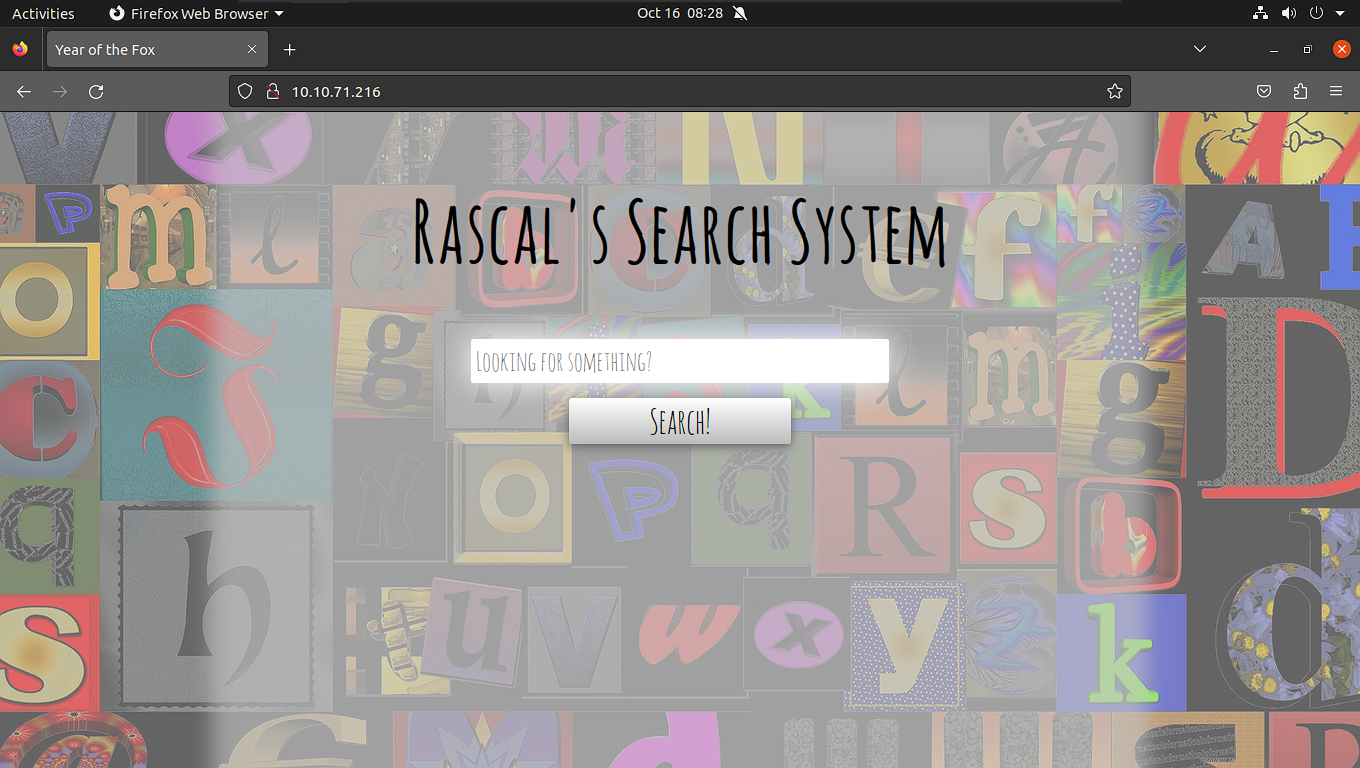 Activities Firefox Web Browser Oct 16 08:28
Year of the Fox
10.10.71.216
V x m N i A
P m l a a c d e f f A B
o g i
C J h i k l m g D
q N o P q R s b
s h t u v w x y z k d
Rascal's Search System
Looking for something?
Search!